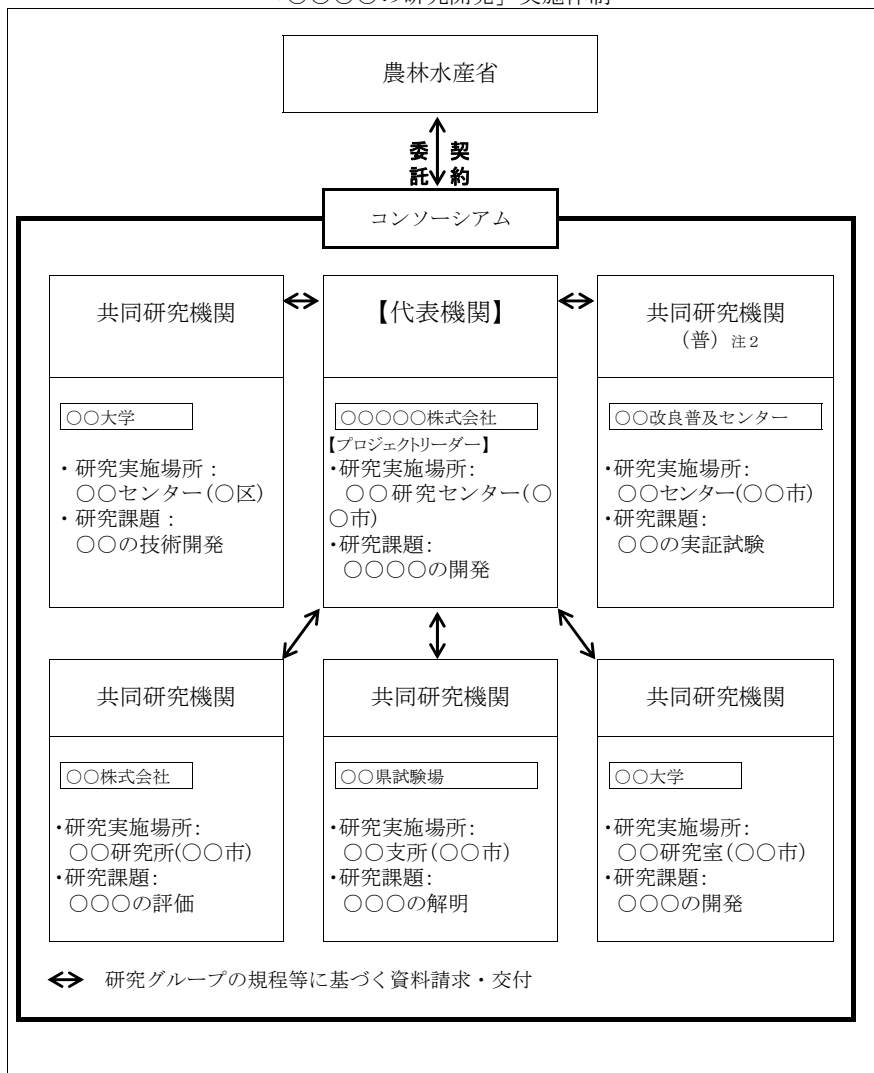 「○○○○の研究開発」実施体制
農林水産省
委託 契約
コンソーシアム
共同研究機関
○○大学
・研究実施場所：
○○センター(○区)
・研究課題：
○○の技術開発
【代表機関】
○○○○○株式会社
【プロジェクトリーダー】
・研究実施場所：
○○研究センター(○
○市)
・研究課題：
○○○○の開発
共同研究機関
（普）注２
○○改良普及センター
・研究実施場所：
○○センター(○○市)
・研究課題：
○○の実証試験
共同研究機関
○○株式会社
・研究実施場所：
○○研究所(○○市)
・研究課題：
○○○の評価
共同研究機関
○○県試験場
・研究実施場所：
○○支所(○○市)
・研究課題：
○○○の解明
共同研究機関
○○大学
・研究実施場所：
○○研究室(○○市)
・研究課題：
○○○の開発
研究グループの規程等に基づく資料請求・交付